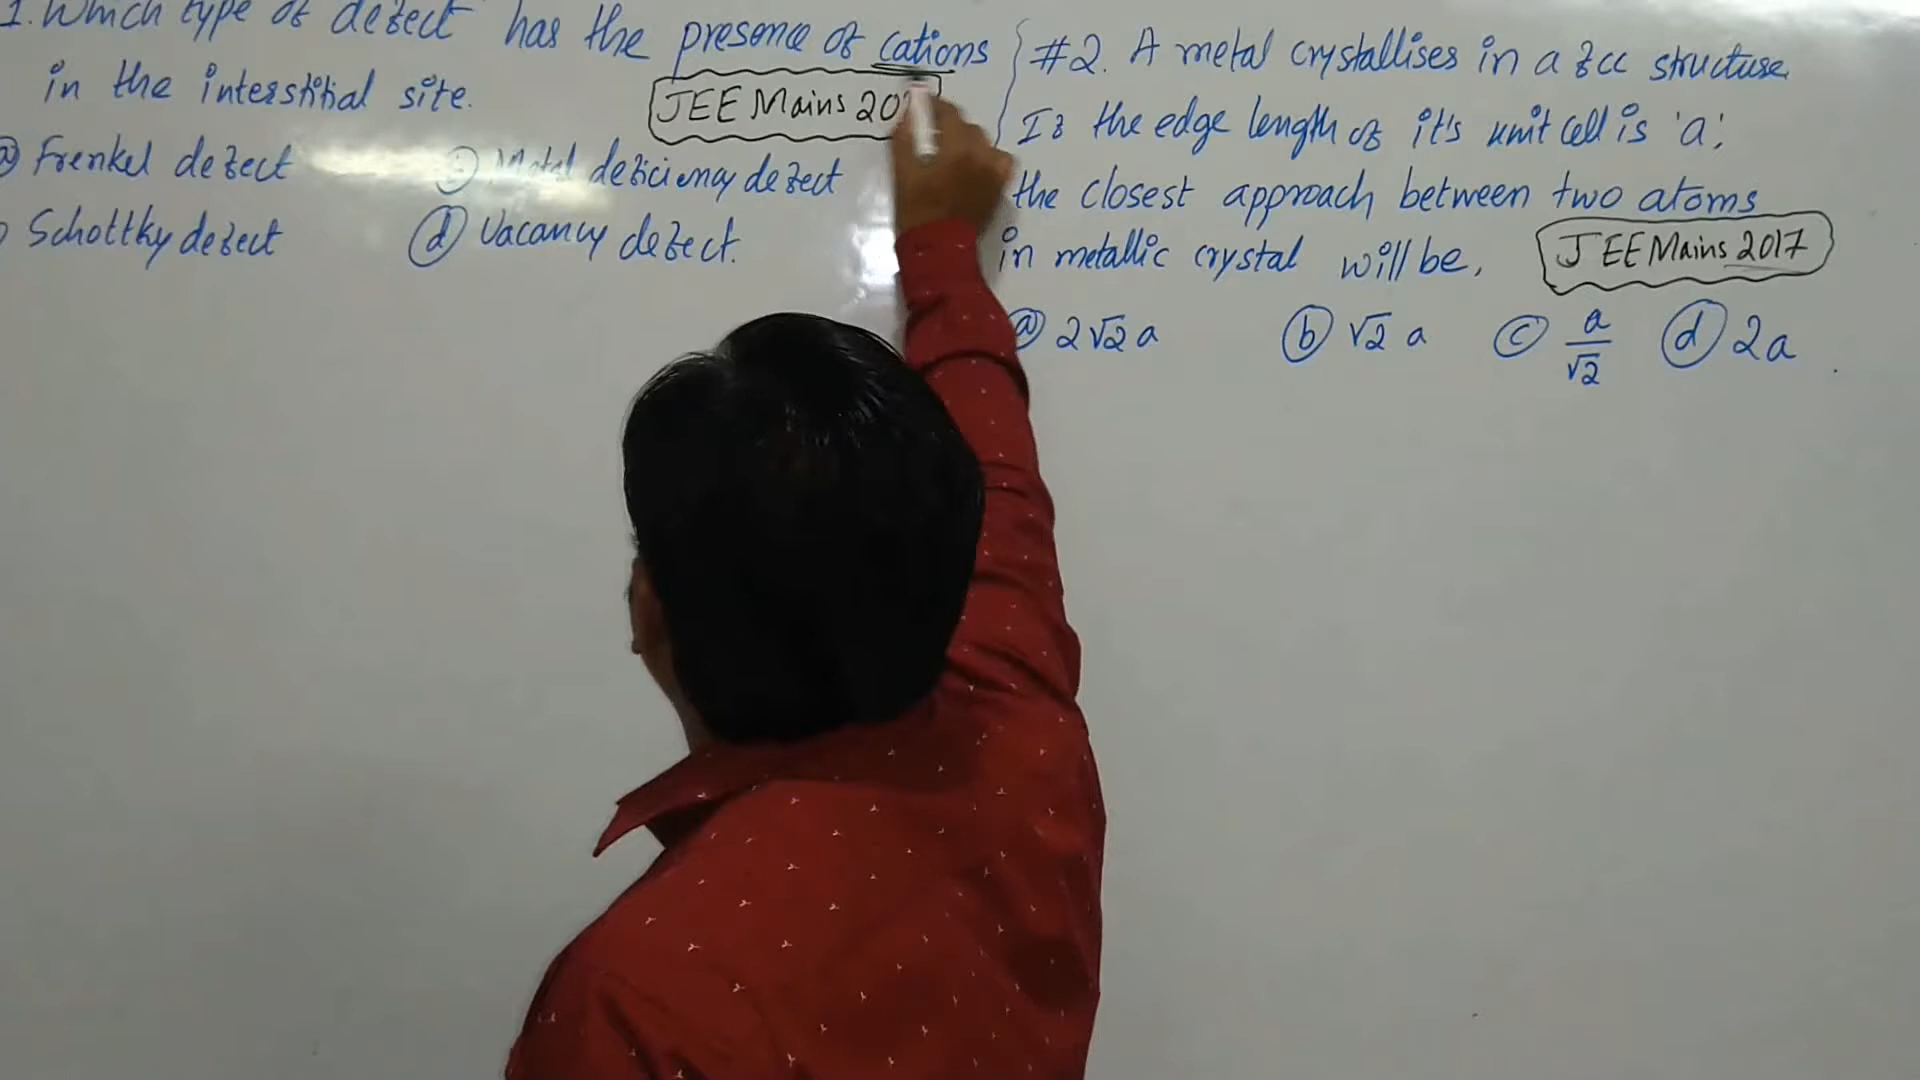 1. Which type of defect has the presence of cations
in the interstitial site.
JEE Mains 20
a Frenkel defect
Metal deficiency defect
Schottky defect
d Vacancy defect.
#2. A metal crystallises in a fcc structure.
If the edge length of it's unit cell is 'a',
the closest approach between two atoms
in metallic crystal will be,
JEE Mains 2017
a 2√2 a b √2 a c a/√2 d 2a